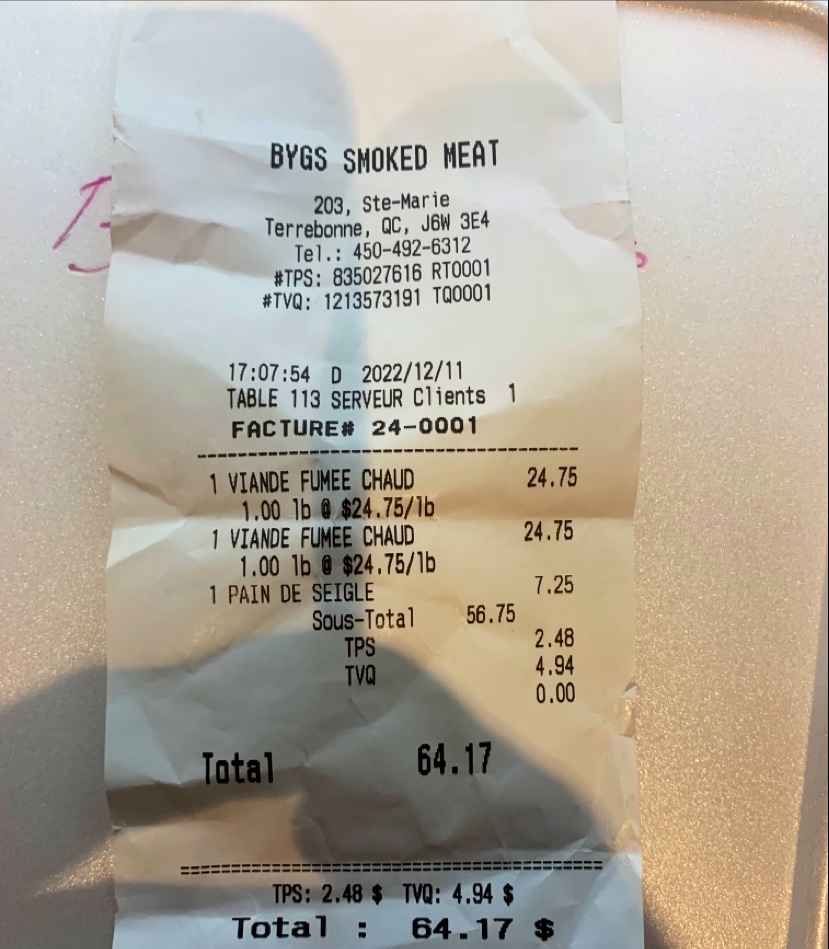 BYGS SMOKED MEAT
203, Ste-Marie
Terrebonne, QC, J6W 3E4
Tel.: 450-492-6312
#TPS: 835027616 RT0001
#TVQ: 1213573191 TQ0001
17:07:54 D 2022/12/11
TABLE 113 SERVEUR Clients 1
FACTURE# 24-0001
1 VIANDE FUMEE CHAUD 24.75
1.00 lb @ $24.75/lb
1 VIANDE FUMEE CHAUD 24.75
1.00 lb @ $24.75/lb
1 PAIN DE SEIGLE 7.25
Sous-Total 56.75
TPS 2.48
TVQ 4.94
0.00
Total 64.17
TPS: 2.48 $ TVQ: 4.94 $
Total : 64.17 $